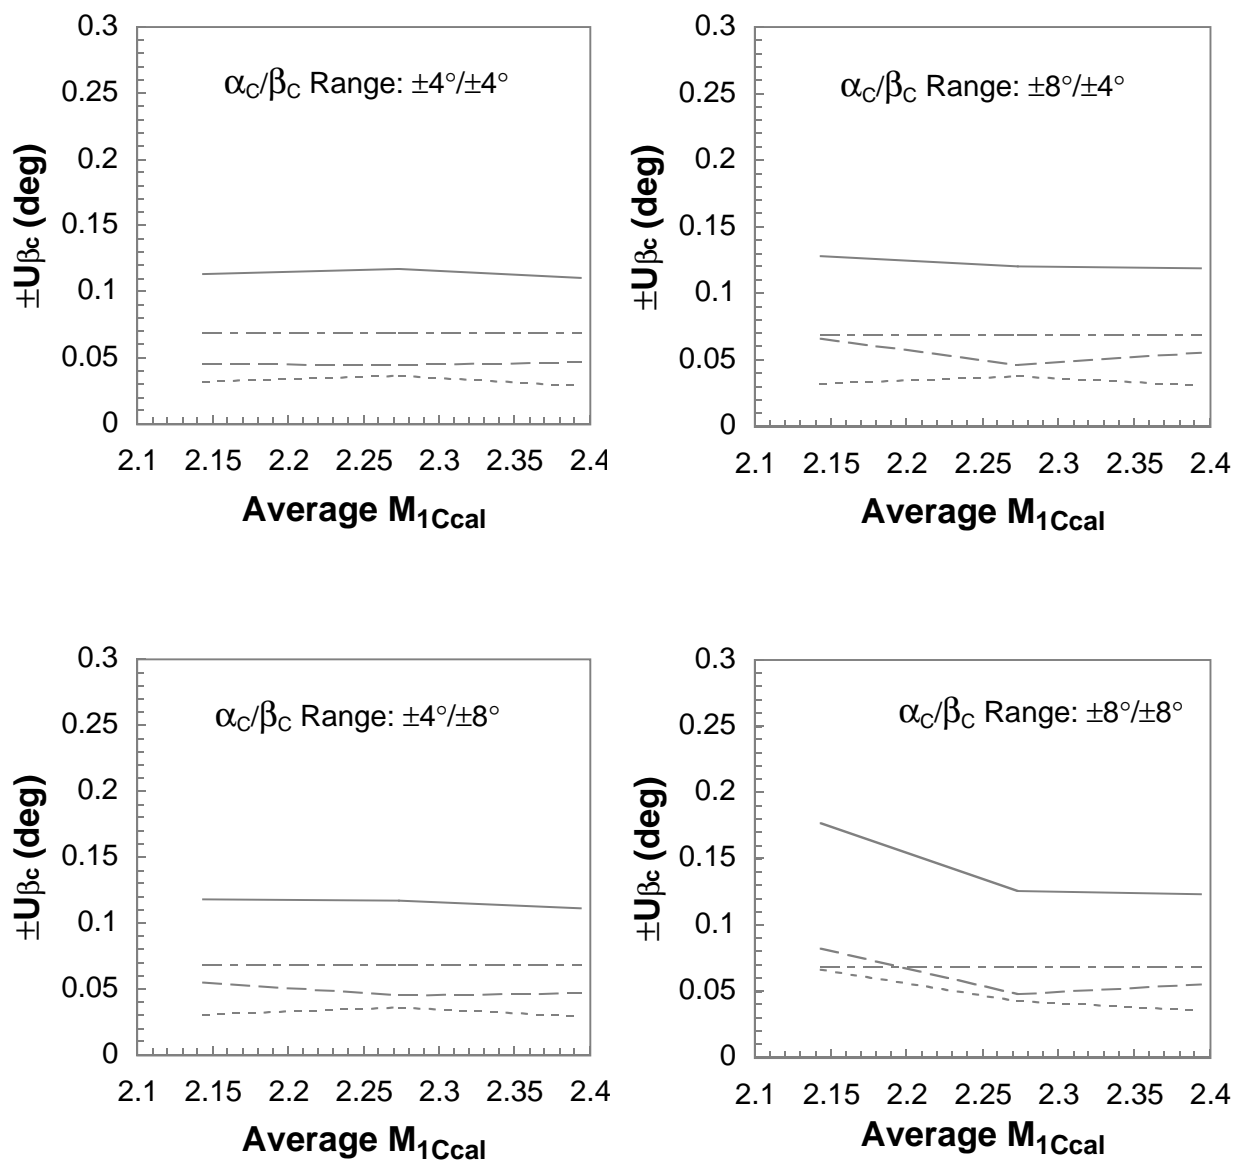 0.3
αC/βC Range: ±4°/±4°
0.25
0.2
0.15
0.1
0.05
0
±Uβc (deg)
2.1 2.15 2.2 2.25 2.3 2.35 2.4
Average M1Ccal
0.3
αC/βC Range: ±8°/±4°
0.25
0.2
0.15
0.1
0.05
0
±Uβc (deg)
2.1 2.15 2.2 2.25 2.3 2.35 2.4
Average M1Ccal
0.3
αC/βC Range: ±4°/±8°
0.25
0.2
0.15
0.1
0.05
0
±Uβc (deg)
2.1 2.15 2.2 2.25 2.3 2.35 2.4
Average M1Ccal
0.3
αC/βC Range: ±8°/±8°
0.25
0.2
0.15
0.1
0.05
0
±Uβc (deg)
2.1 2.15 2.2 2.25 2.3 2.35 2.4
Average M1Ccal